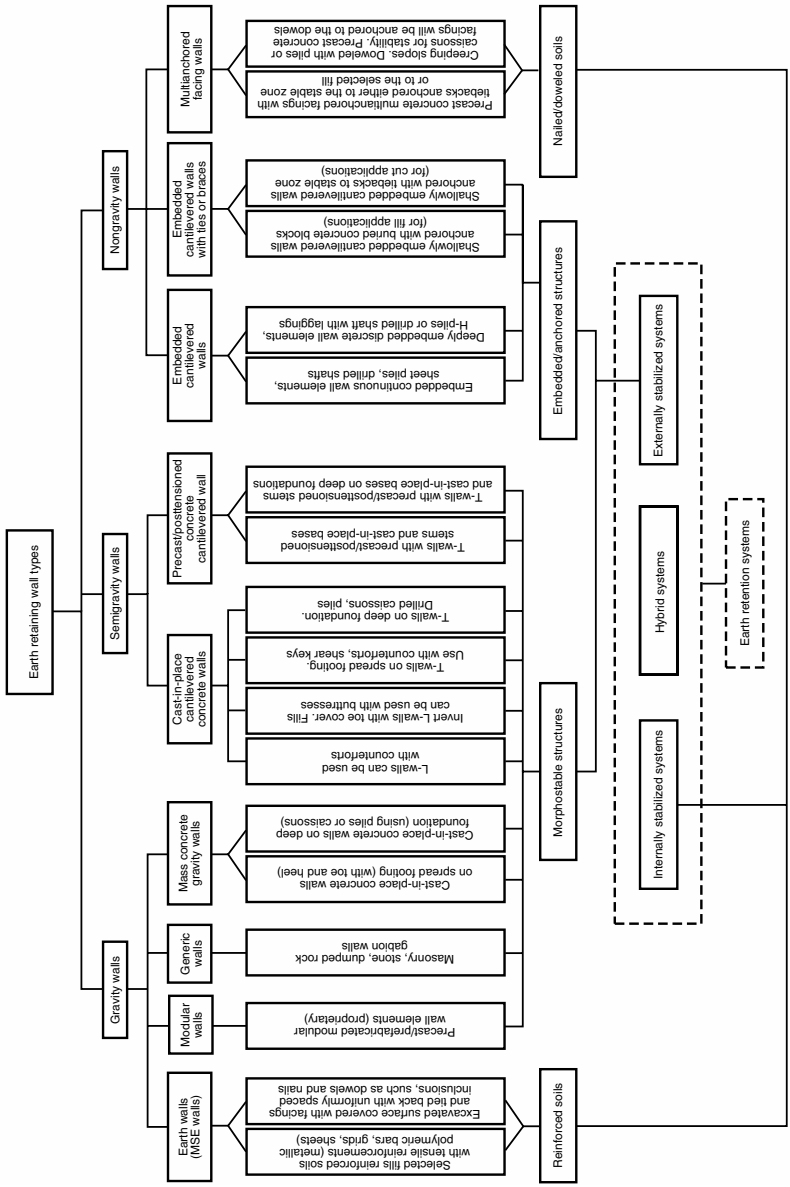 Earth retaining wall types
Gravity walls
Semigravity walls
Nongravity walls
Earth walls
(MSE walls)
Modular
walls
Generic
walls
Mass concrete
gravity walls
Cast-in-place
cantilevered
concrete walls
Precast/posttensioned
concrete
cantilevered wall
Embedded
cantilevered
walls
Embedded
cantilevered walls
with ties or braces
Multianchored
facing walls
Selected fills reinforced soils
with tensile reinforcements (metallic
polymeric bars, grids, sheets)
Excavated surface covered with facings
and tied back with uniformly spaced
inclusions, such as dowels and nails
Precast/prefabricated modular
wall elements (proprietary)
Masonry, stone, dumped rock
gabion walls
Cast-in-place concrete walls
on spread footing (with toe and heel)
Cast-in-place concrete walls on deep
foundation (using piles or caissons)
L-walls can be used
with counterforts
Invert L-walls with toe cover. Fills
can be used with buttresses
T-walls on spread footing.
Use with counterforts, shear keys
T-walls on deep foundation.
Drilled caissons, piles
T-walls with precast/posttensioned
stems and cast-in-place bases
T-walls with precast/posttensioned stems
and cast-in-place bases on deep foundations
Embedded continuous wall elements,
sheet piles, drilled shafts
Deeply embedded discrete wall elements,
H-piles or drilled shaft with laggings
Shallowly embedded cantilevered walls
anchored with buried concrete blocks
(for fill applications)
Shallowly embedded cantilevered walls
anchored with tiebacks to stable zone
(for cut applications)
Precast concrete multianchored facings with
tiebacks anchored either to the stable zone
or to the selected fill
Creeping slopes. Doweled with piles or
caissons for stability. Precast concrete
facings will be anchored to the dowels
Reinforced soils
Morphostable structures
Embedded/anchored structures
Nailed/doweled soils
Internally stabilized systems
Hybrid systems
Externally stabilized systems
Earth retention systems